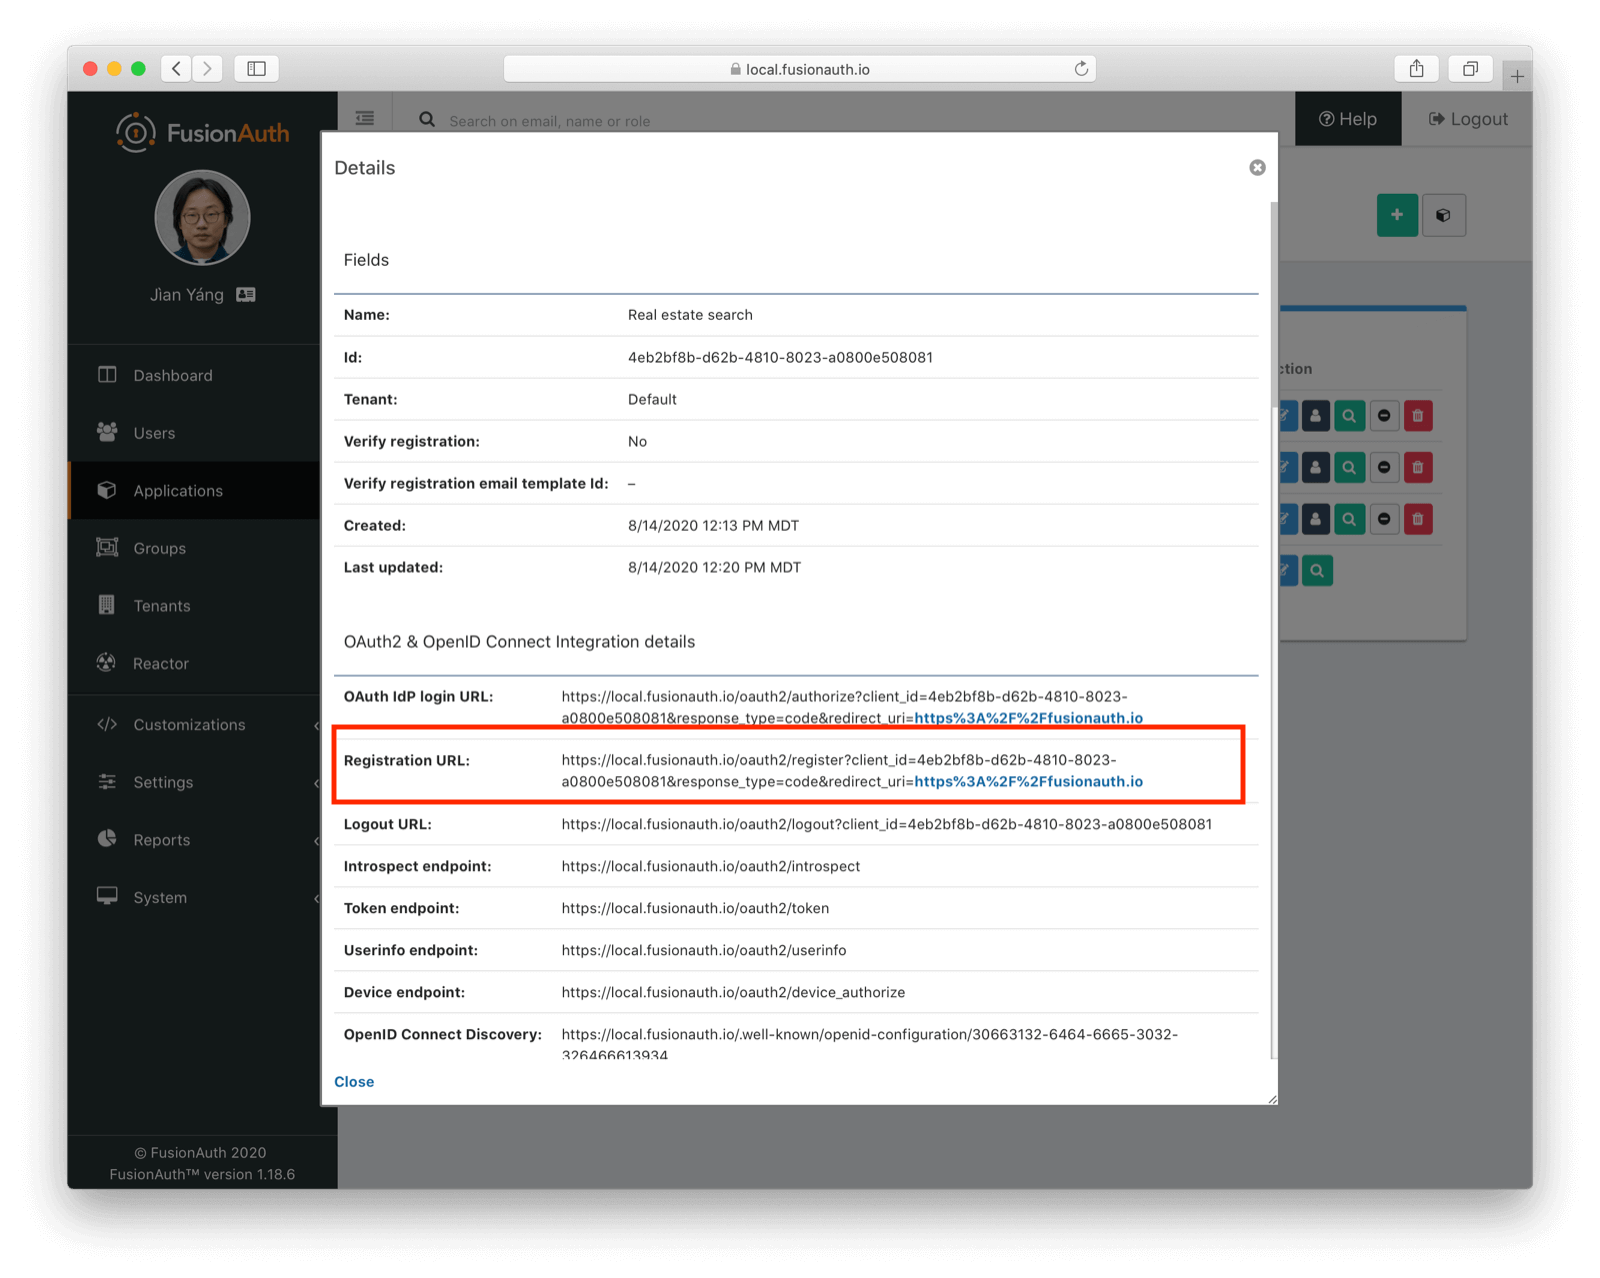 local.fusionauth.io
FusionAuth
Search on email, name or role
Help
Logout
Jìan Yáng
Dashboard
Users
Applications
Groups
Tenants
Reactor
Customizations
Settings
Reports
System
© FusionAuth 2020
FusionAuth™ version 1.18.6
Details
Fields
Name: Real estate search
Id: 4eb2bf8b-d62b-4810-8023-a0800e508081
Tenant: Default
Verify registration: No
Verify registration email template Id: –
Created: 8/14/2020 12:13 PM MDT
Last updated: 8/14/2020 12:20 PM MDT
OAuth2 & OpenID Connect Integration details
OAuth IdP login URL: https://local.fusionauth.io/oauth2/authorize?client_id=4eb2bf8b-d62b-4810-8023-
a0800e508081&response_type=code&redirect_uri=https%3A%2F%2Ffusionauth.io
Registration URL: https://local.fusionauth.io/oauth2/register?client_id=4eb2bf8b-d62b-4810-8023-
a0800e508081&response_type=code&redirect_uri=https%3A%2F%2Ffusionauth.io
Logout URL: https://local.fusionauth.io/oauth2/logout?client_id=4eb2bf8b-d62b-4810-8023-a0800e508081
Introspect endpoint: https://local.fusionauth.io/oauth2/introspect
Token endpoint: https://local.fusionauth.io/oauth2/token
Userinfo endpoint: https://local.fusionauth.io/oauth2/userinfo
Device endpoint: https://local.fusionauth.io/oauth2/device_authorize
OpenID Connect Discovery: https://local.fusionauth.io/.well-known/openid-configuration/30663132-6464-6665-3032-
326466613934
Close
ction